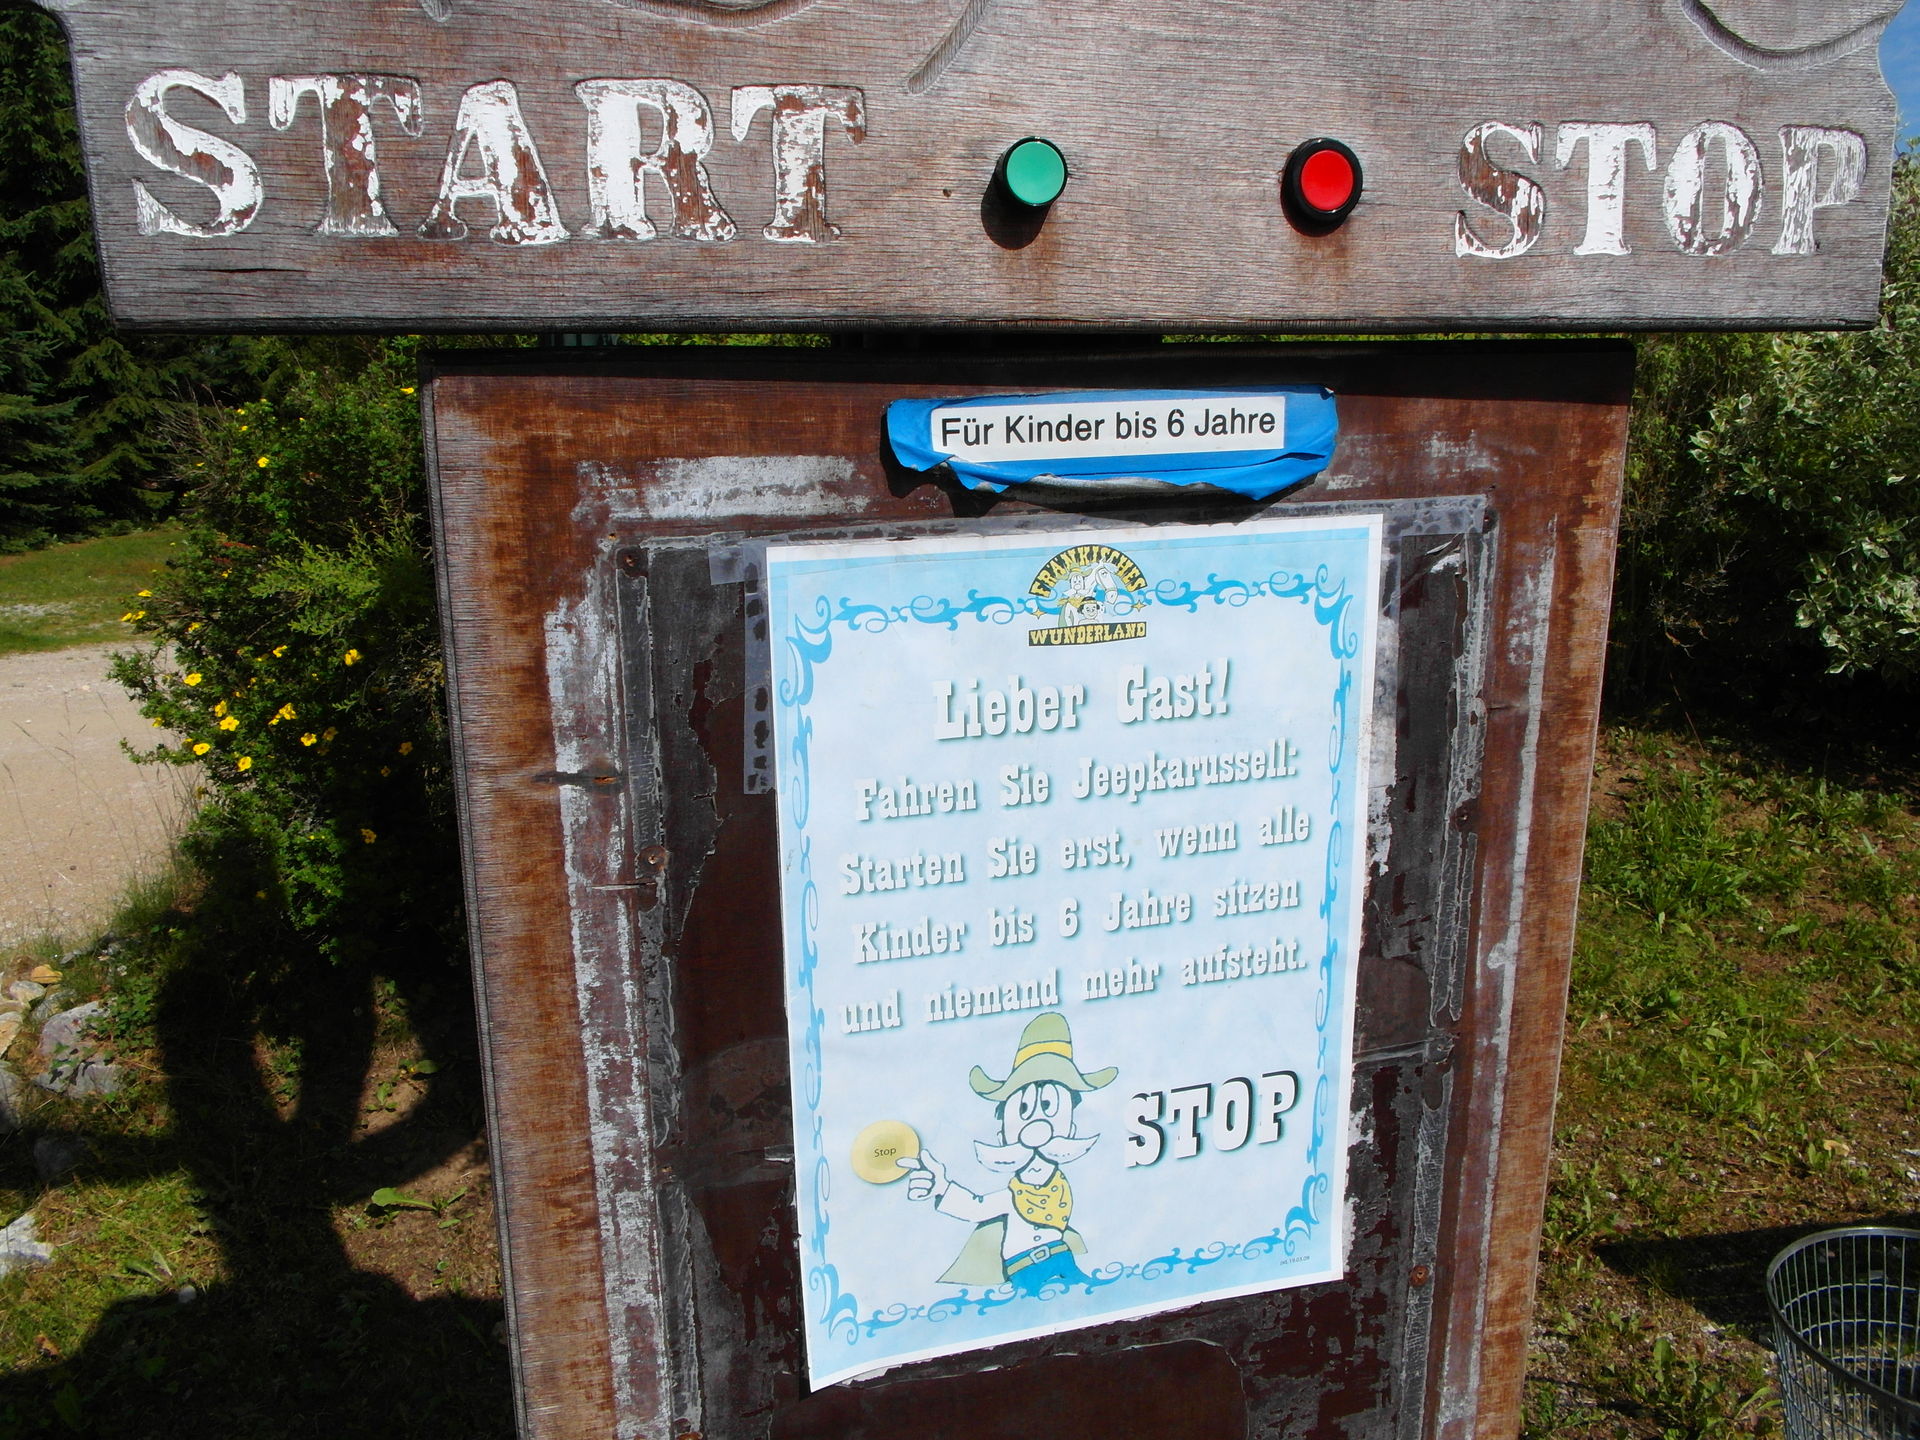 START STOP
Für Kinder bis 6 Jahre
FRÄNKISCHES
WUNDERLAND
Lieber Gast!
Fahren Sie Jeepkarussell:
Starten Sie erst, wenn alle
Kinder bis 6 Jahre sitzen
und niemand mehr aufsteht.
STOP
Stop